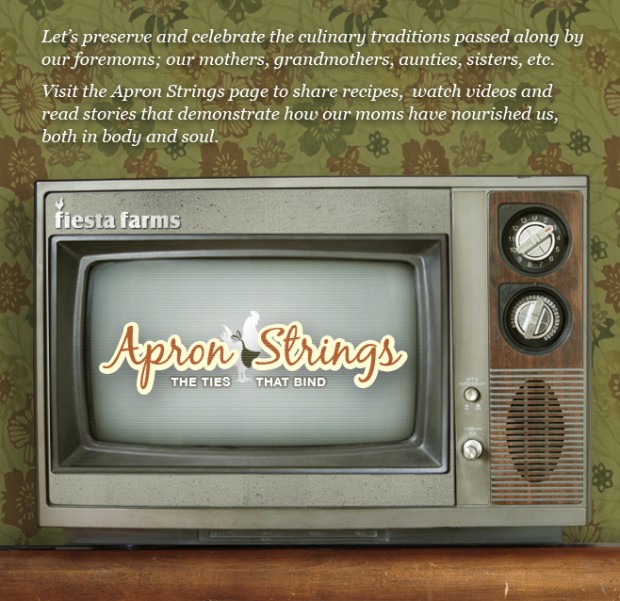 Let's preserve and celebrate the culinary traditions passed along by
our foremoms; our mothers, grandmothers, aunties, sisters, etc.
Visit the Apron Strings page to share recipes,  watch videos and
read stories that demonstrate how our moms have nourished us,
both in body and soul.
fiesta farms
Apron Strings
THE TIES THAT BIND